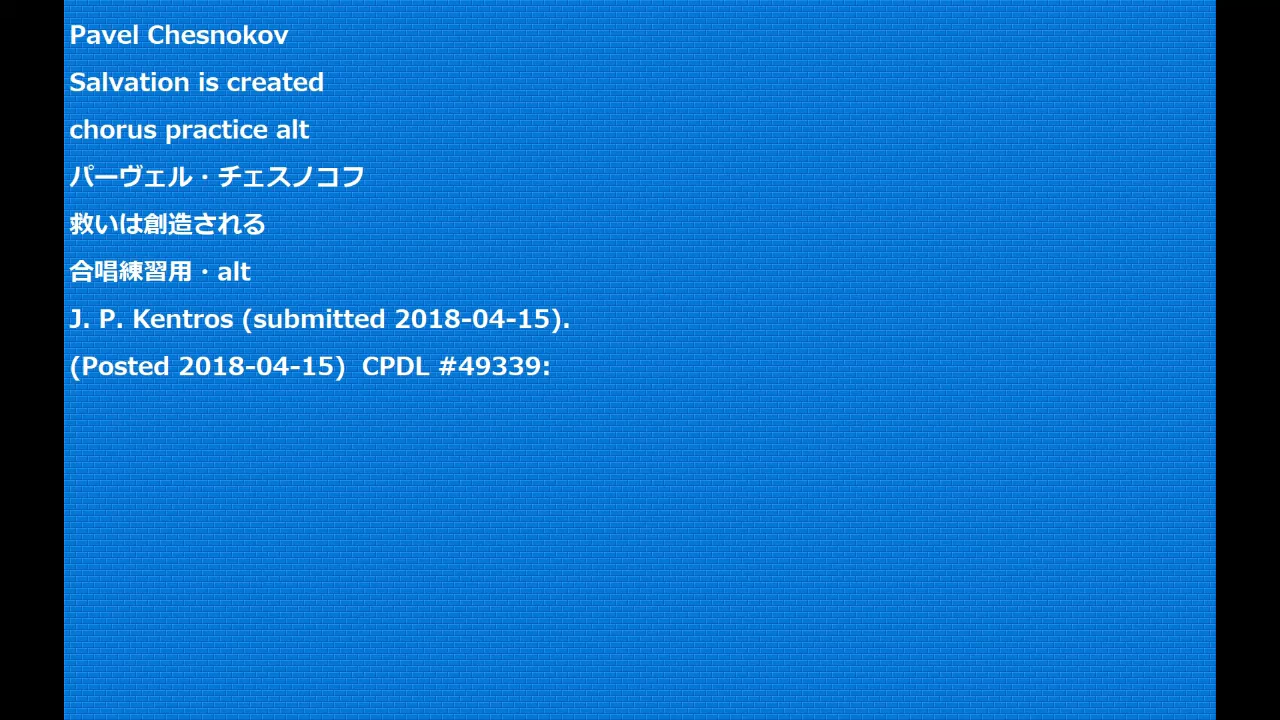 Pavel Chesnokov
Salvation is created
chorus practice alt
パーヴェル・チェスノコフ
救いは創造される
合唱練習用・alt
J. P. Kentros (submitted 2018-04-15).
(Posted 2018-04-15)  CPDL #49339: